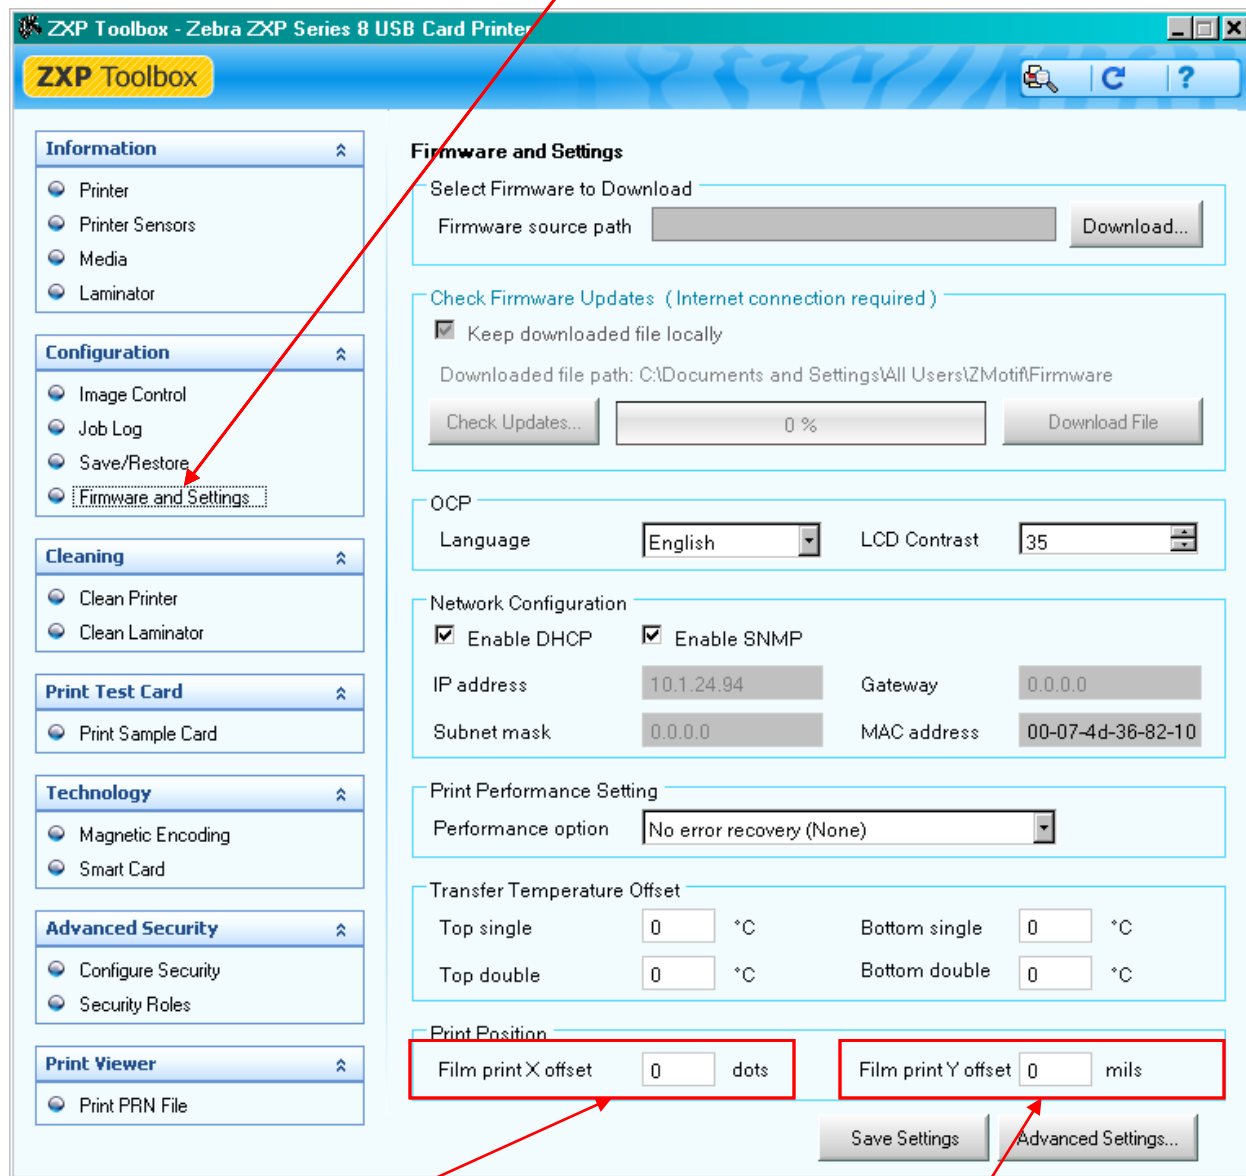 ZXP Toolbox - Zebra ZXP Series 8 USB Card Printer
ZXP Toolbox
?
Information
Printer
Printer Sensors
Media
Laminator
Configuration
Image Control
Job Log
Save/Restore
Firmware and Settings
Cleaning
Clean Printer
Clean Laminator
Print Test Card
Print Sample Card
Technology
Magnetic Encoding
Smart Card
Advanced Security
Configure Security
Security Roles
Print Viewer
Print PRN File
Firmware and Settings
Select Firmware to Download
Firmware source path Download...
Check Firmware Updates ( Internet connection required )
Keep downloaded file locally
Downloaded file path: C:\Documents and Settings\All Users\ZMotif\Firmware
Check Updates... 0 % Download File
OCP
Language English LCD Contrast 35
Network Configuration
Enable DHCP Enable SNMP
IP address 10.1.24.94 Gateway 0.0.0.0
Subnet mask 0.0.0.0 MAC address 00-07-4d-36-82-10
Print Performance Setting
Performance option No error recovery (None)
Transfer Temperature Offset
Top single 0 °C Bottom single 0 °C
Top double 0 °C Bottom double 0 °C
Print Position
Film print X offset 0 dots Film print Y offset 0 mils
Save Settings Advanced Settings...